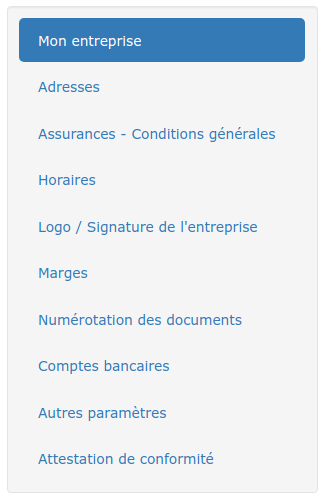 Mon entreprise
Adresses
Assurances - Conditions générales
Horaires
Logo / Signature de l'entreprise
Marges
Numérotation des documents
Comptes bancaires
Autres paramètres
Attestation de conformité